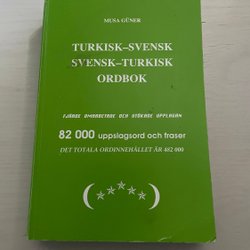 MUSA GÜNER
TURKISK–SVENSK
SVENSK–TURKISK
ORDBOK
FJÄRDE OMARBETADE OCH UTÖKADE UPPLAGAN
82 000 uppslagsord och fraser
DET TOTALA ORDINNEHÅLLET ÄR 482 000